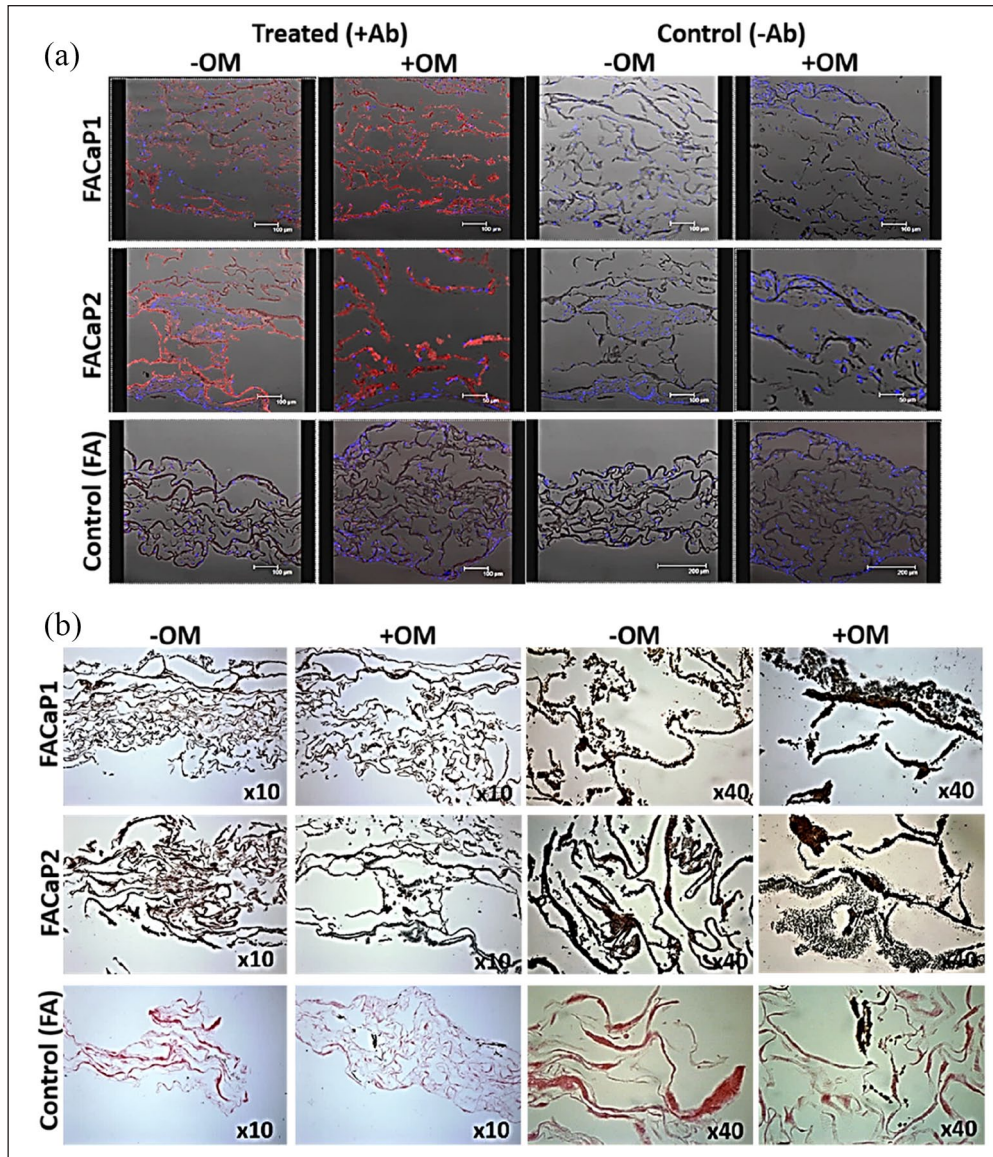 (a)
Treated (+Ab) Control (-Ab)
-OM +OM -OM +OM
FACaP1
100 µm 100 µm 100 µm 100 µm
FACaP2
100 µm 50 µm 100 µm 50 µm
Control (FA)
100 µm 100 µm 200 µm 200 µm
(b)
-OM +OM -OM +OM
FACaP1
x10 x10 x40 x40
FACaP2
x10 x10 x40 x40
Control (FA)
x10 x10 x40 x40